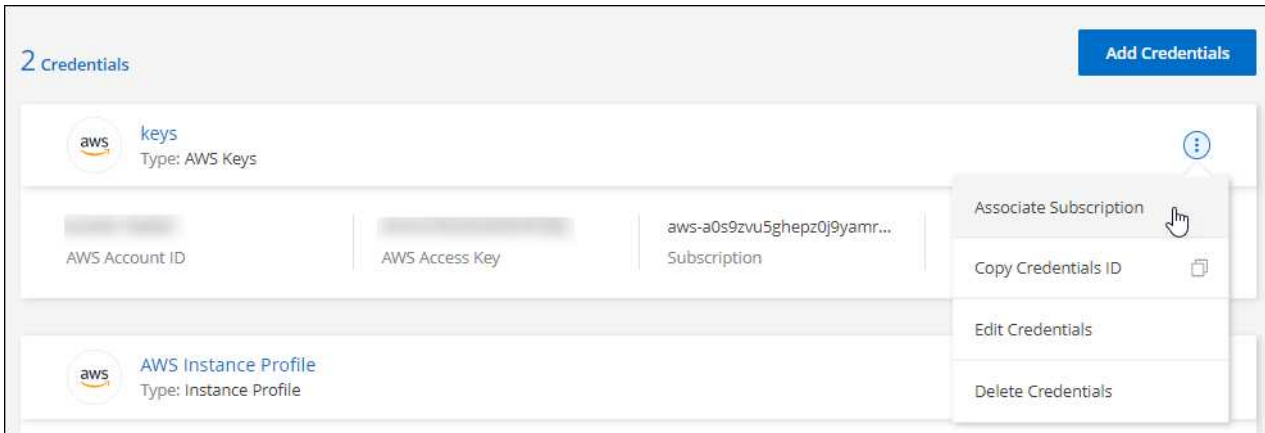 2 Credentials
Add Credentials
aws
keys
Type: AWS Keys
Associate Subscription
aws-a0s9zvu5ghepz0j9yamr...
AWS Account ID
AWS Access Key
Subscription
Copy Credentials ID
Edit Credentials
aws
AWS Instance Profile
Type: Instance Profile
Delete Credentials